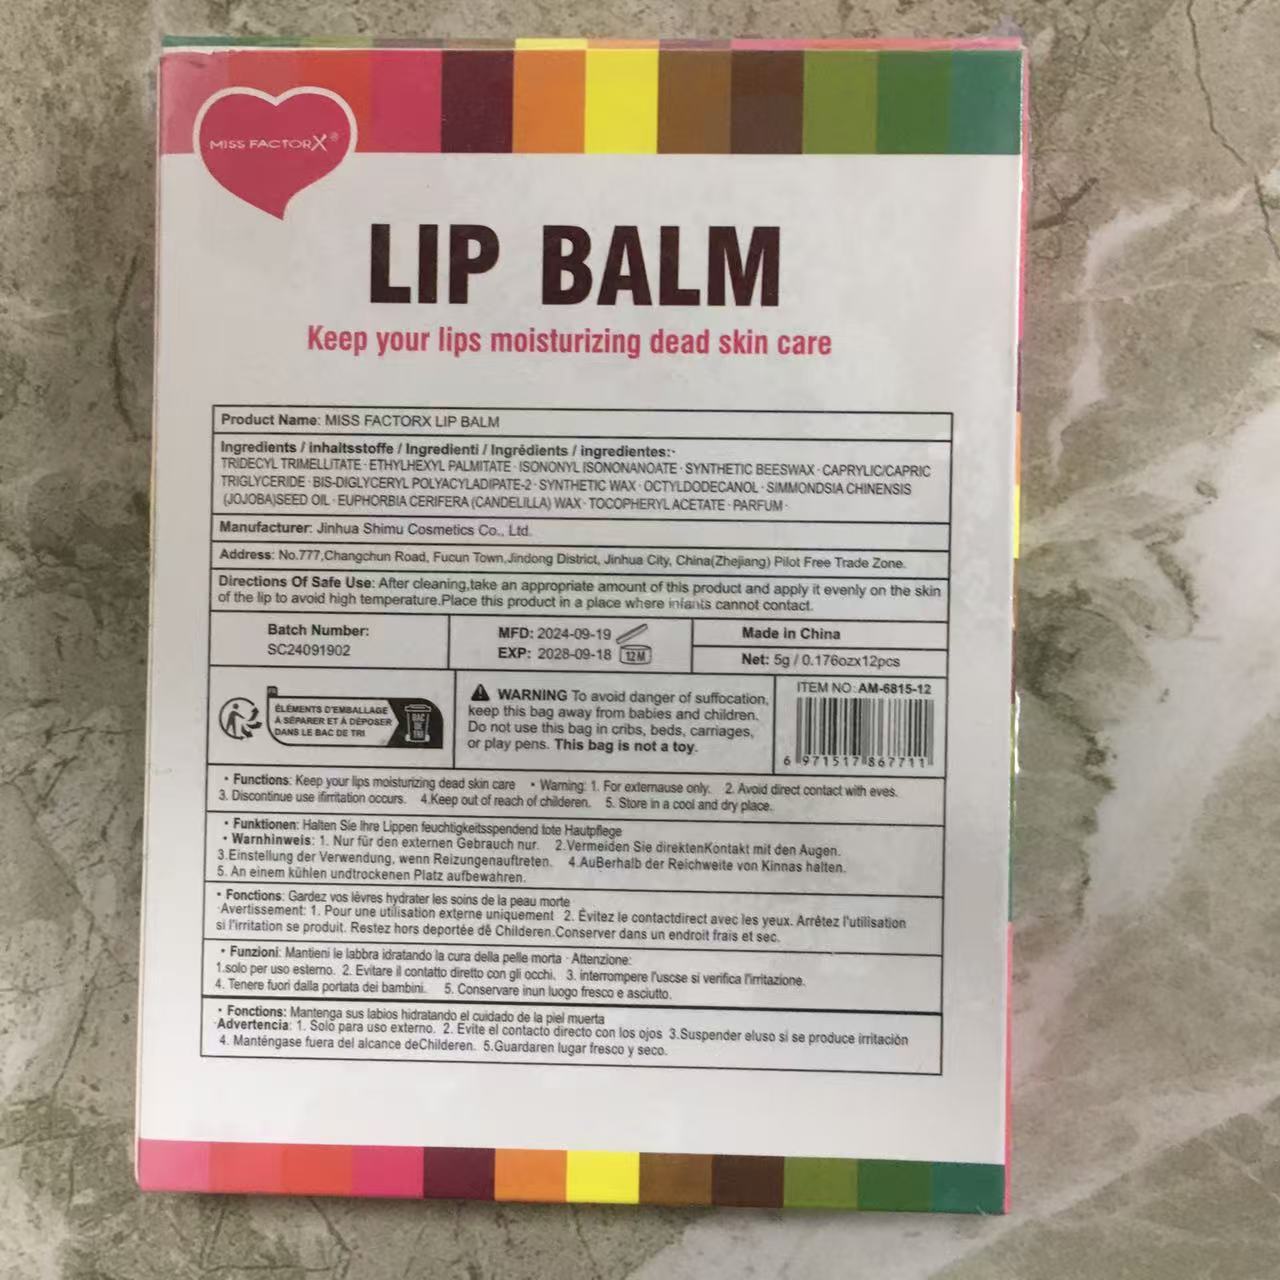 MISS FACTORX®
LIP BALM
Keep your lips moisturizing dead skin care
Product Name: MISS FACTORX LIP BALM
Ingredients / inhaltsstoffe / Ingredienti / Ingrédients / ingredientes:·
TRIDECYL TRIMELLITATE · ETHYLHEXYL PALMITATE · ISONONYL ISONONANOATE · SYNTHETIC BEESWAX · CAPRYLIC/CAPRIC
TRIGLYCERIDE · BIS-DIGLYCERYL POLYACYLADIPATE-2 · SYNTHETIC WAX · OCTYLDODECANOL · SIMMONDSIA CHINENSIS
(JOJOBA)SEED OIL · EUPHORBIA CERIFERA (CANDELILLA) WAX · TOCOPHERYL ACETATE · PARFUM ·
Manufacturer: Jinhua Shimu Cosmetics Co., Ltd.
Address: No.777,Changchun Road, Fucun Town,Jindong District, Jinhua City, China(Zhejiang) Pilot Free Trade Zone.
Directions Of Safe Use: After cleaning,take an appropriate amount of this product and apply it evenly on the skin
of the lip to avoid high temperature.Place this product in a place where infants cannot contact.
Batch Number:
SC24091902
MFD: 2024-09-19
EXP: 2028-09-18 12M
Made in China
Net: 5g / 0.176ozx12pcs
FR
ÉLÉMENTS D'EMBALLAGE
À SÉPARER ET À DÉPOSER
DANS LE BAC DE TRI
BAC
DE
TRI
WARNING To avoid danger of suffocation,
keep this bag away from babies and children.
Do not use this bag in cribs, beds, carriages,
or play pens. This bag is not a toy.
ITEM NO: AM-6815-12
6 971517 867711
• Functions: Keep your lips moisturizing dead skin care • Warning: 1. For externause only. 2. Avoid direct contact with eves.
3. Discontinue use ifirritation occurs. 4.Keep out of reach of childeren. 5. Store in a cool and dry place.
• Funktionen: Halten Sie Ihre Lippen feuchtigkeitsspendend tote Hautpflege
• Warnhinweis: 1. Nur für den externen Gebrauch nur. 2.Vermeiden Sie direktenKontakt mit den Augen.
3.Einstellung der Verwendung, wenn Reizungenauftreten. 4.AuBerhalb der Reichweite von Kinnas halten.
5. An einem kühlen undtrockenen Platz aufbewahren.
• Fonctions: Gardez vos lèvres hydrater les soins de la peau morte
·Avertissement: 1. Pour une utilisation externe uniquement 2. Évitez le contactdirect avec les yeux. Arrêtez l'utilisation
si l'irritation se produit. Restez hors deportée dê Childeren.Conserver dans un endroit frais et sec.
• Funzioni: Mantieni le labbra idratando la cura della pelle morta · Attenzione:
1.solo per uso esterno. 2. Evitare il contatto diretto con gli occhi. 3. interrompere l'uscse si verifica l'irritazione.
4. Tenere fuori dalla portata dei bambini. 5. Conservare inun luogo fresco e asciutto.
• Fonctions: Mantenga sus labios hidratando el cuidado de la piel muerta
·Advertencia: 1. Solo para uso externo. 2. Evite el contacto directo con los ojos 3.Suspender eluso si se produce irritación
4. Manténgase fuera del alcance deChilderen. 5.Guardaren lugar fresco y seco.